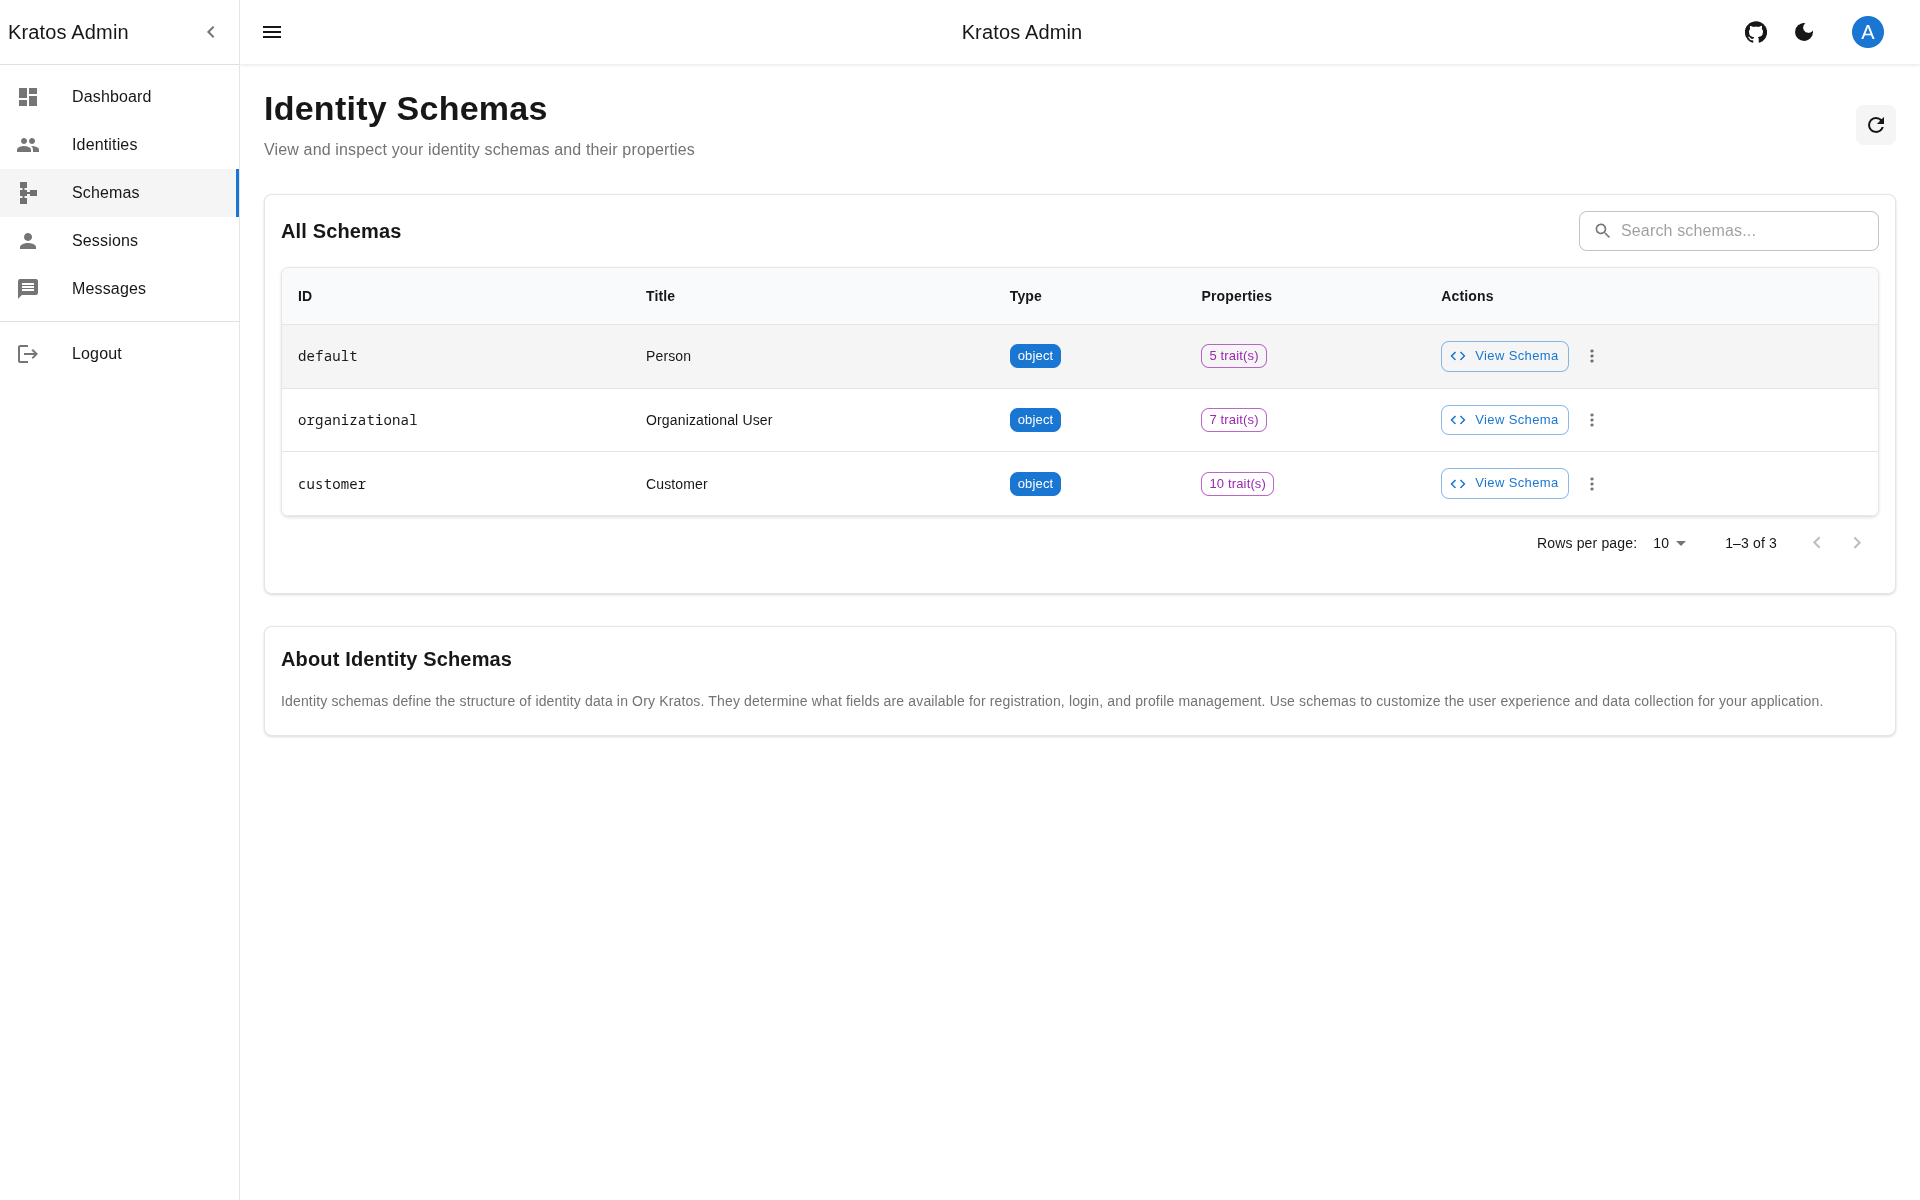 Kratos Admin
Kratos Admin
A
Dashboard
Identities
Schemas
Sessions
Messages
Logout
Identity Schemas
View and inspect your identity schemas and their properties
All Schemas
Search schemas...
ID Title Type Properties Actions
default Person object 5 trait(s) View Schema
organizational Organizational User object 7 trait(s) View Schema
customer Customer object 10 trait(s) View Schema
Rows per page: 10 1–3 of 3
About Identity Schemas
Identity schemas define the structure of identity data in Ory Kratos. They determine what fields are available for registration, login, and profile management. Use schemas to customize the user experience and data collection for your application.